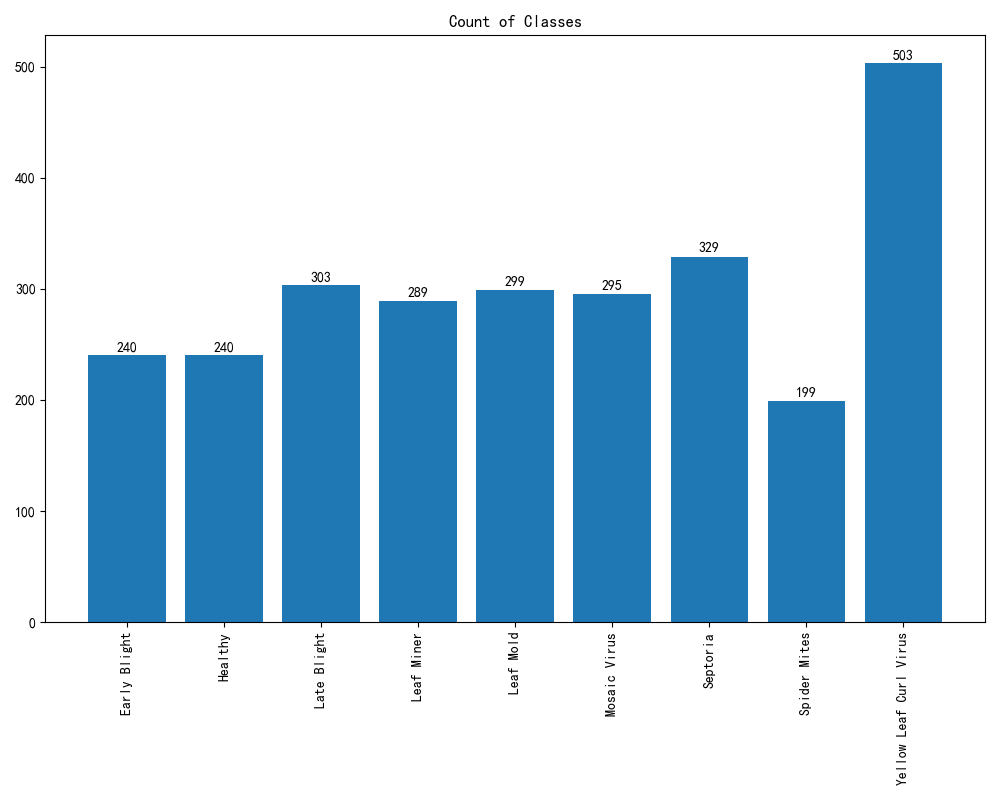 Count of Classes
500
400
300
200
100
0
240
240
303
289
299
295
329
199
503
Early Blight
Healthy
Late Blight
Leaf Miner
Leaf Mold
Mosaic Virus
Septoria
Spider Mites
Yellow Leaf Curl Virus